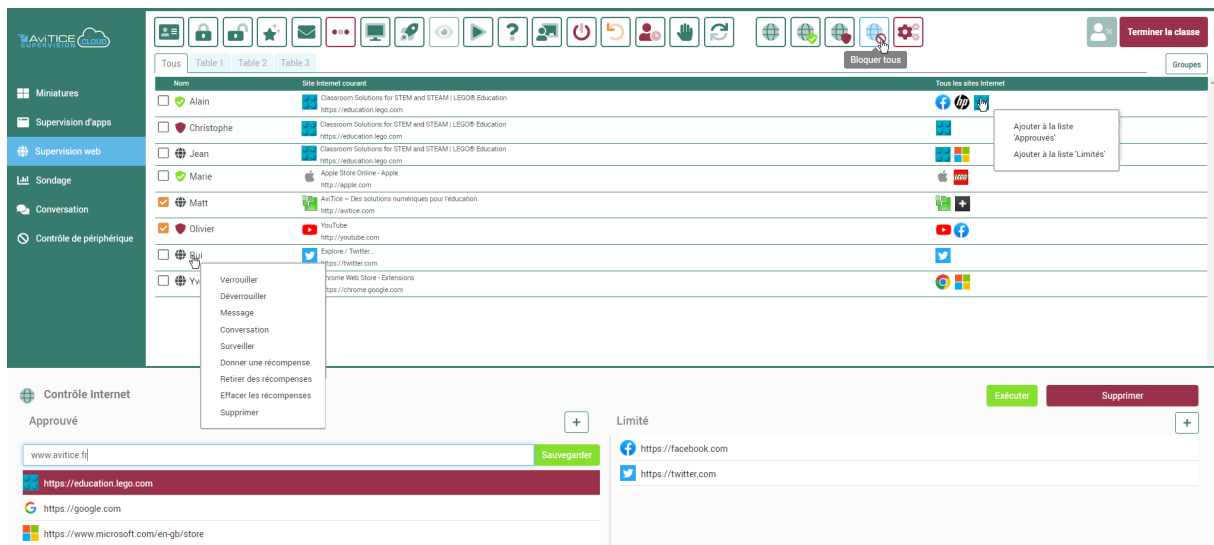 AVITICE CLOUD
SUPERVISION
Terminer la classe
Bloquer tous
Tous Table 1 Table 2 Table 3
Groupes
Nom Site Internet courant Tous les sites Internet
Miniatures
Supervision d'apps
Supervision web
Sondage
Conversation
Contrôle de périphérique
Alain Classroom Solutions for STEM and STEAM | LEGO® Education
https://education.lego.com
hp
Christophe Classroom Solutions for STEM and STEAM | LEGO® Education
https://education.lego.com
Jean Classroom Solutions for STEM and STEAM | LEGO® Education
https://education.lego.com
Marie Apple Store Online - Apple
http://apple.com
LEGO
Matt AviTice – Des solutions numériques pour l'éducation
http://avitice.com
Olivier YouTube
http://youtube.com
Rui Explore / Twitter...
https://twitter.com
Chrome Web Store - Extensions
https://chrome.google.com
Ajouter à la liste
'Approuvés'
Ajouter à la liste 'Limités'
Verrouiller
Déverrouiller
Message
Conversation
Surveiller
Donner une récompense
Retirer des récompenses
Effacer les récompenses
Supprimer
Contrôle Internet
Exécuter Supprimer
Approuvé
Limité
www.avitice.fr
Sauvegarder
https://education.lego.com
https://google.com
https://www.microsoft.com/en-gb/store
https://facebook.com
https://twitter.com